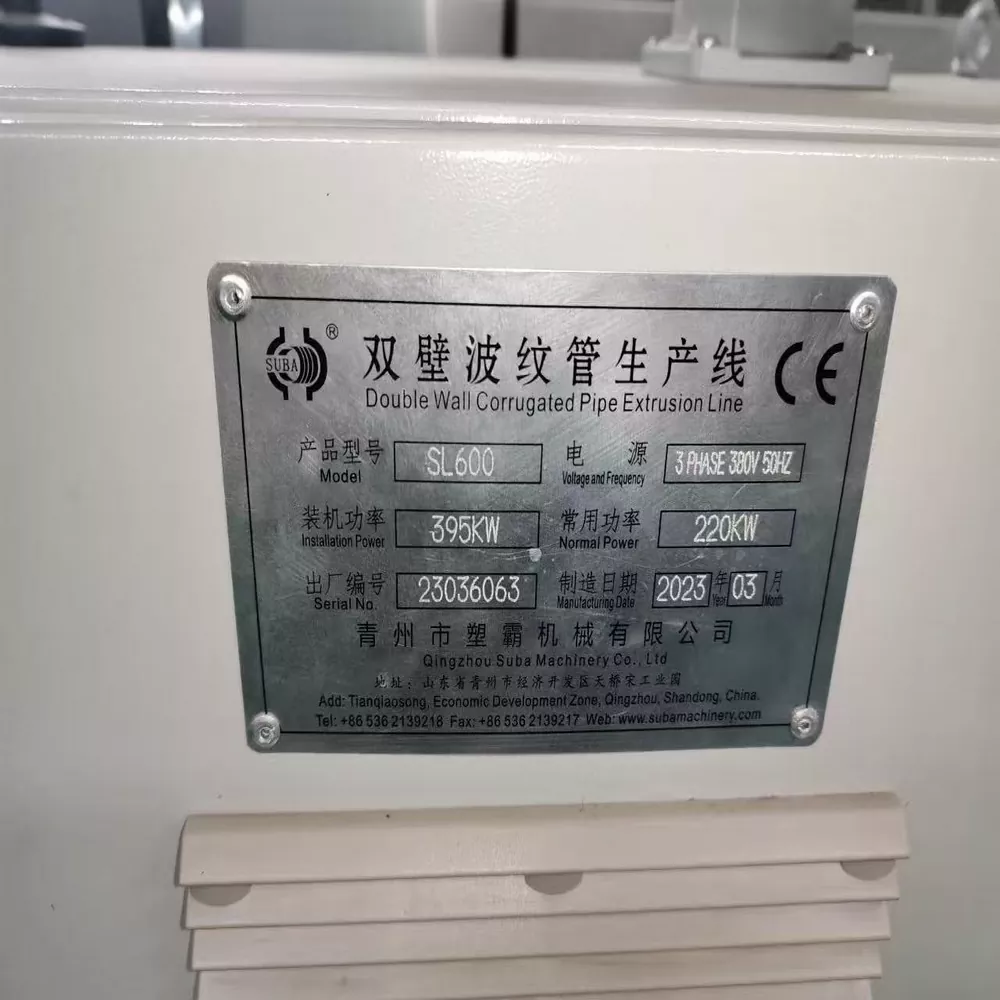 SUBA ® 双壁波纹管生产线 CE
Double Wall Corrugated Pipe Extrusion Line
产品型号 SL600 电源 3 PHASE 380V 50HZ
Model Voltage and Frequency
装机功率 395KW 常用功率 220KW
Installation Power Normal Power
出厂编号 23036063 制造日期 2023 年 03 月
Serial No. Manufacturing Date Year Month
青州市塑霸机械有限公司
Qingzhou Suba Machinery Co., Ltd
地址：山东省青州市经济开发区天桥宋工业园
Add: Tianqiaosong, Economic Development Zone, Qingzhou, Shandong, China.
Tel: +86 536 2139218 Fax: +86 536 2139217 Web: www.subamachinery.com